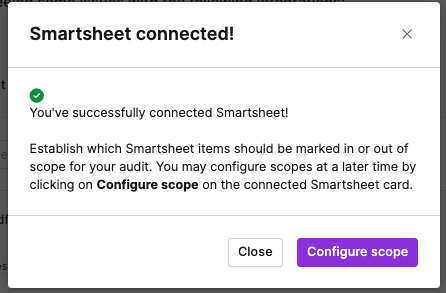 Smartsheet connected!
You've successfully connected Smartsheet!
Establish which Smartsheet items should be marked in or out of
scope for your audit. You may configure scopes at a later time by
clicking on Configure scope on the connected Smartsheet card.
Close
Configure scope